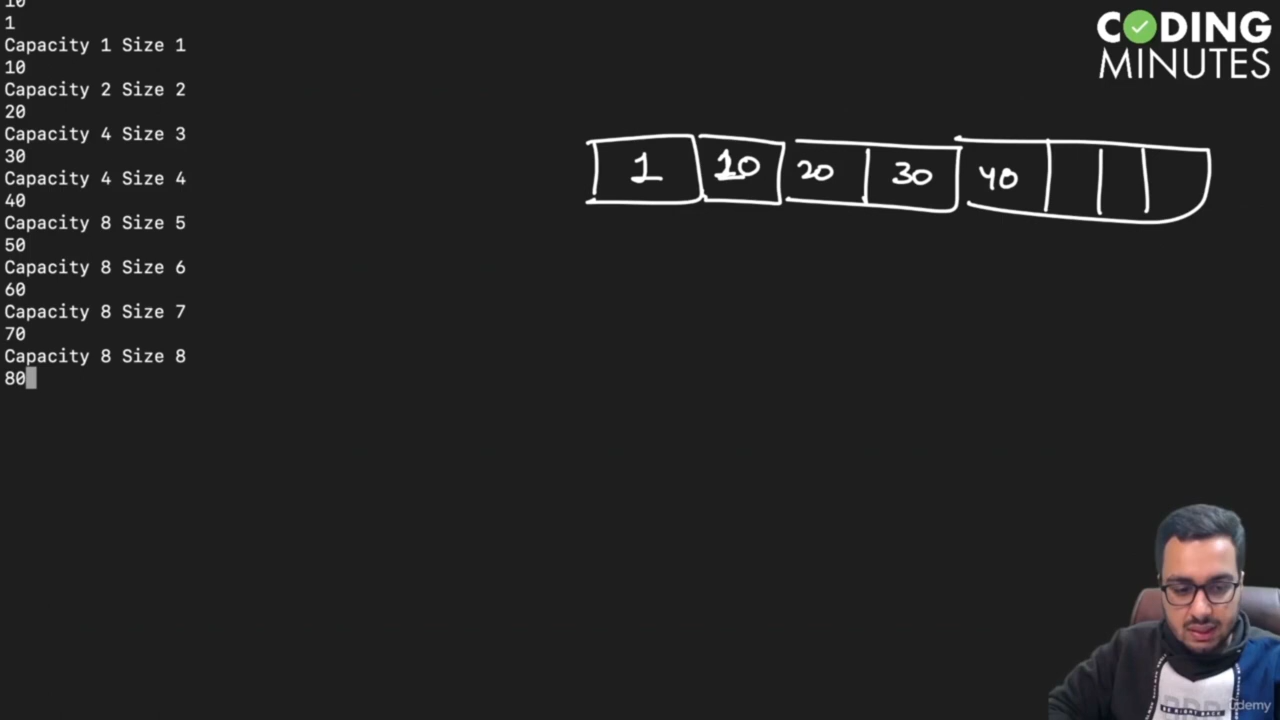 10
1
Capacity 1 Size 1
10
Capacity 2 Size 2
20
Capacity 4 Size 3
30
Capacity 4 Size 4
40
Capacity 8 Size 5
50
Capacity 8 Size 6
60
Capacity 8 Size 7
70
Capacity 8 Size 8
80
CODING
MINUTES
1 10 20 30 40
ûdemy